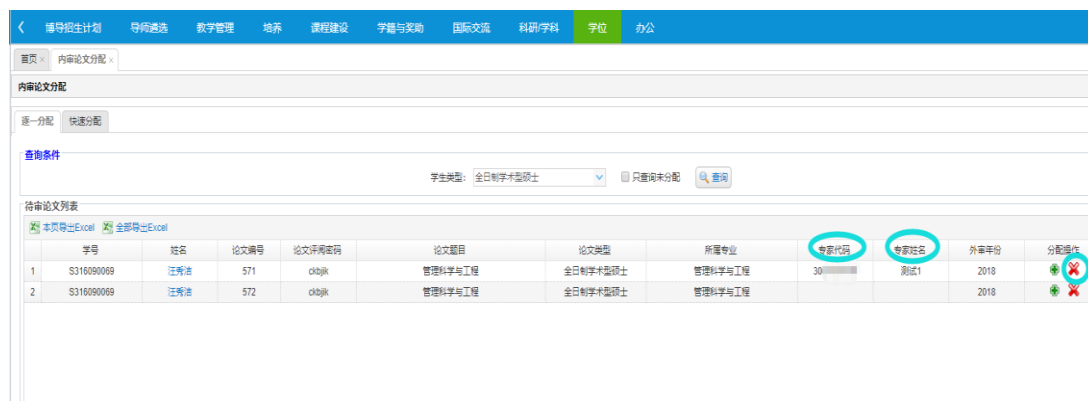 博导招生计划 导师遴选 教学管理 培养 课程建设 学籍与奖助 国际交流 科研/学科 学位 办公
首页 内审论文分配
内审论文分配
逐一分配 快速分配
查询条件
学生类型: 全日制学术型硕士 只查询未分配 查询
待审论文列表
本页导出Excel 全部导出Excel
学号 姓名 论文编号 论文评阅密码 论文题目 论文类型 所属专业 专家代码 专家姓名 外审年份 分配操作
1 S316090069 汪秀洁 571 ckbjik 管理科学与工程 全日制学术型硕士 管理科学与工程 30 测试1 2018
2 S316090069 汪秀洁 572 ckbjik 管理科学与工程 全日制学术型硕士 管理科学与工程 2018